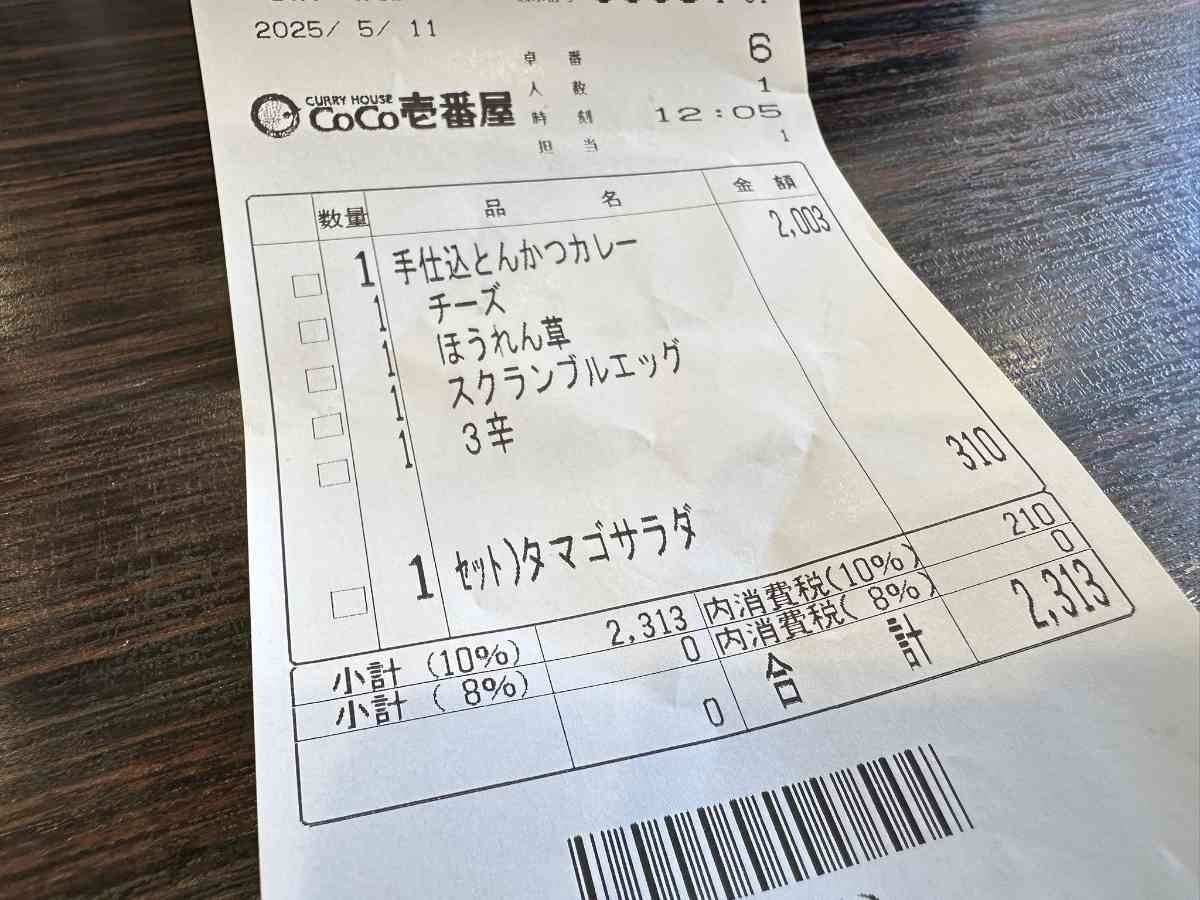 2025/ 5/ 11
卓番 6
人数 1
CURRY HOUSE
CoCo壱番屋
時刻 12:05
担当 1
数量 品名 金額
1 手仕込とんかつカレー 2,003
1 チーズ
1 ほうれん草
1 スクランブルエッグ
1 3辛
1 ｾｯﾄ)タマゴサラダ 310
小計 (10%) 2,313 内消費税(10%) 210
小計 ( 8%) 0 内消費税( 8%) 0
0 合計 2,313